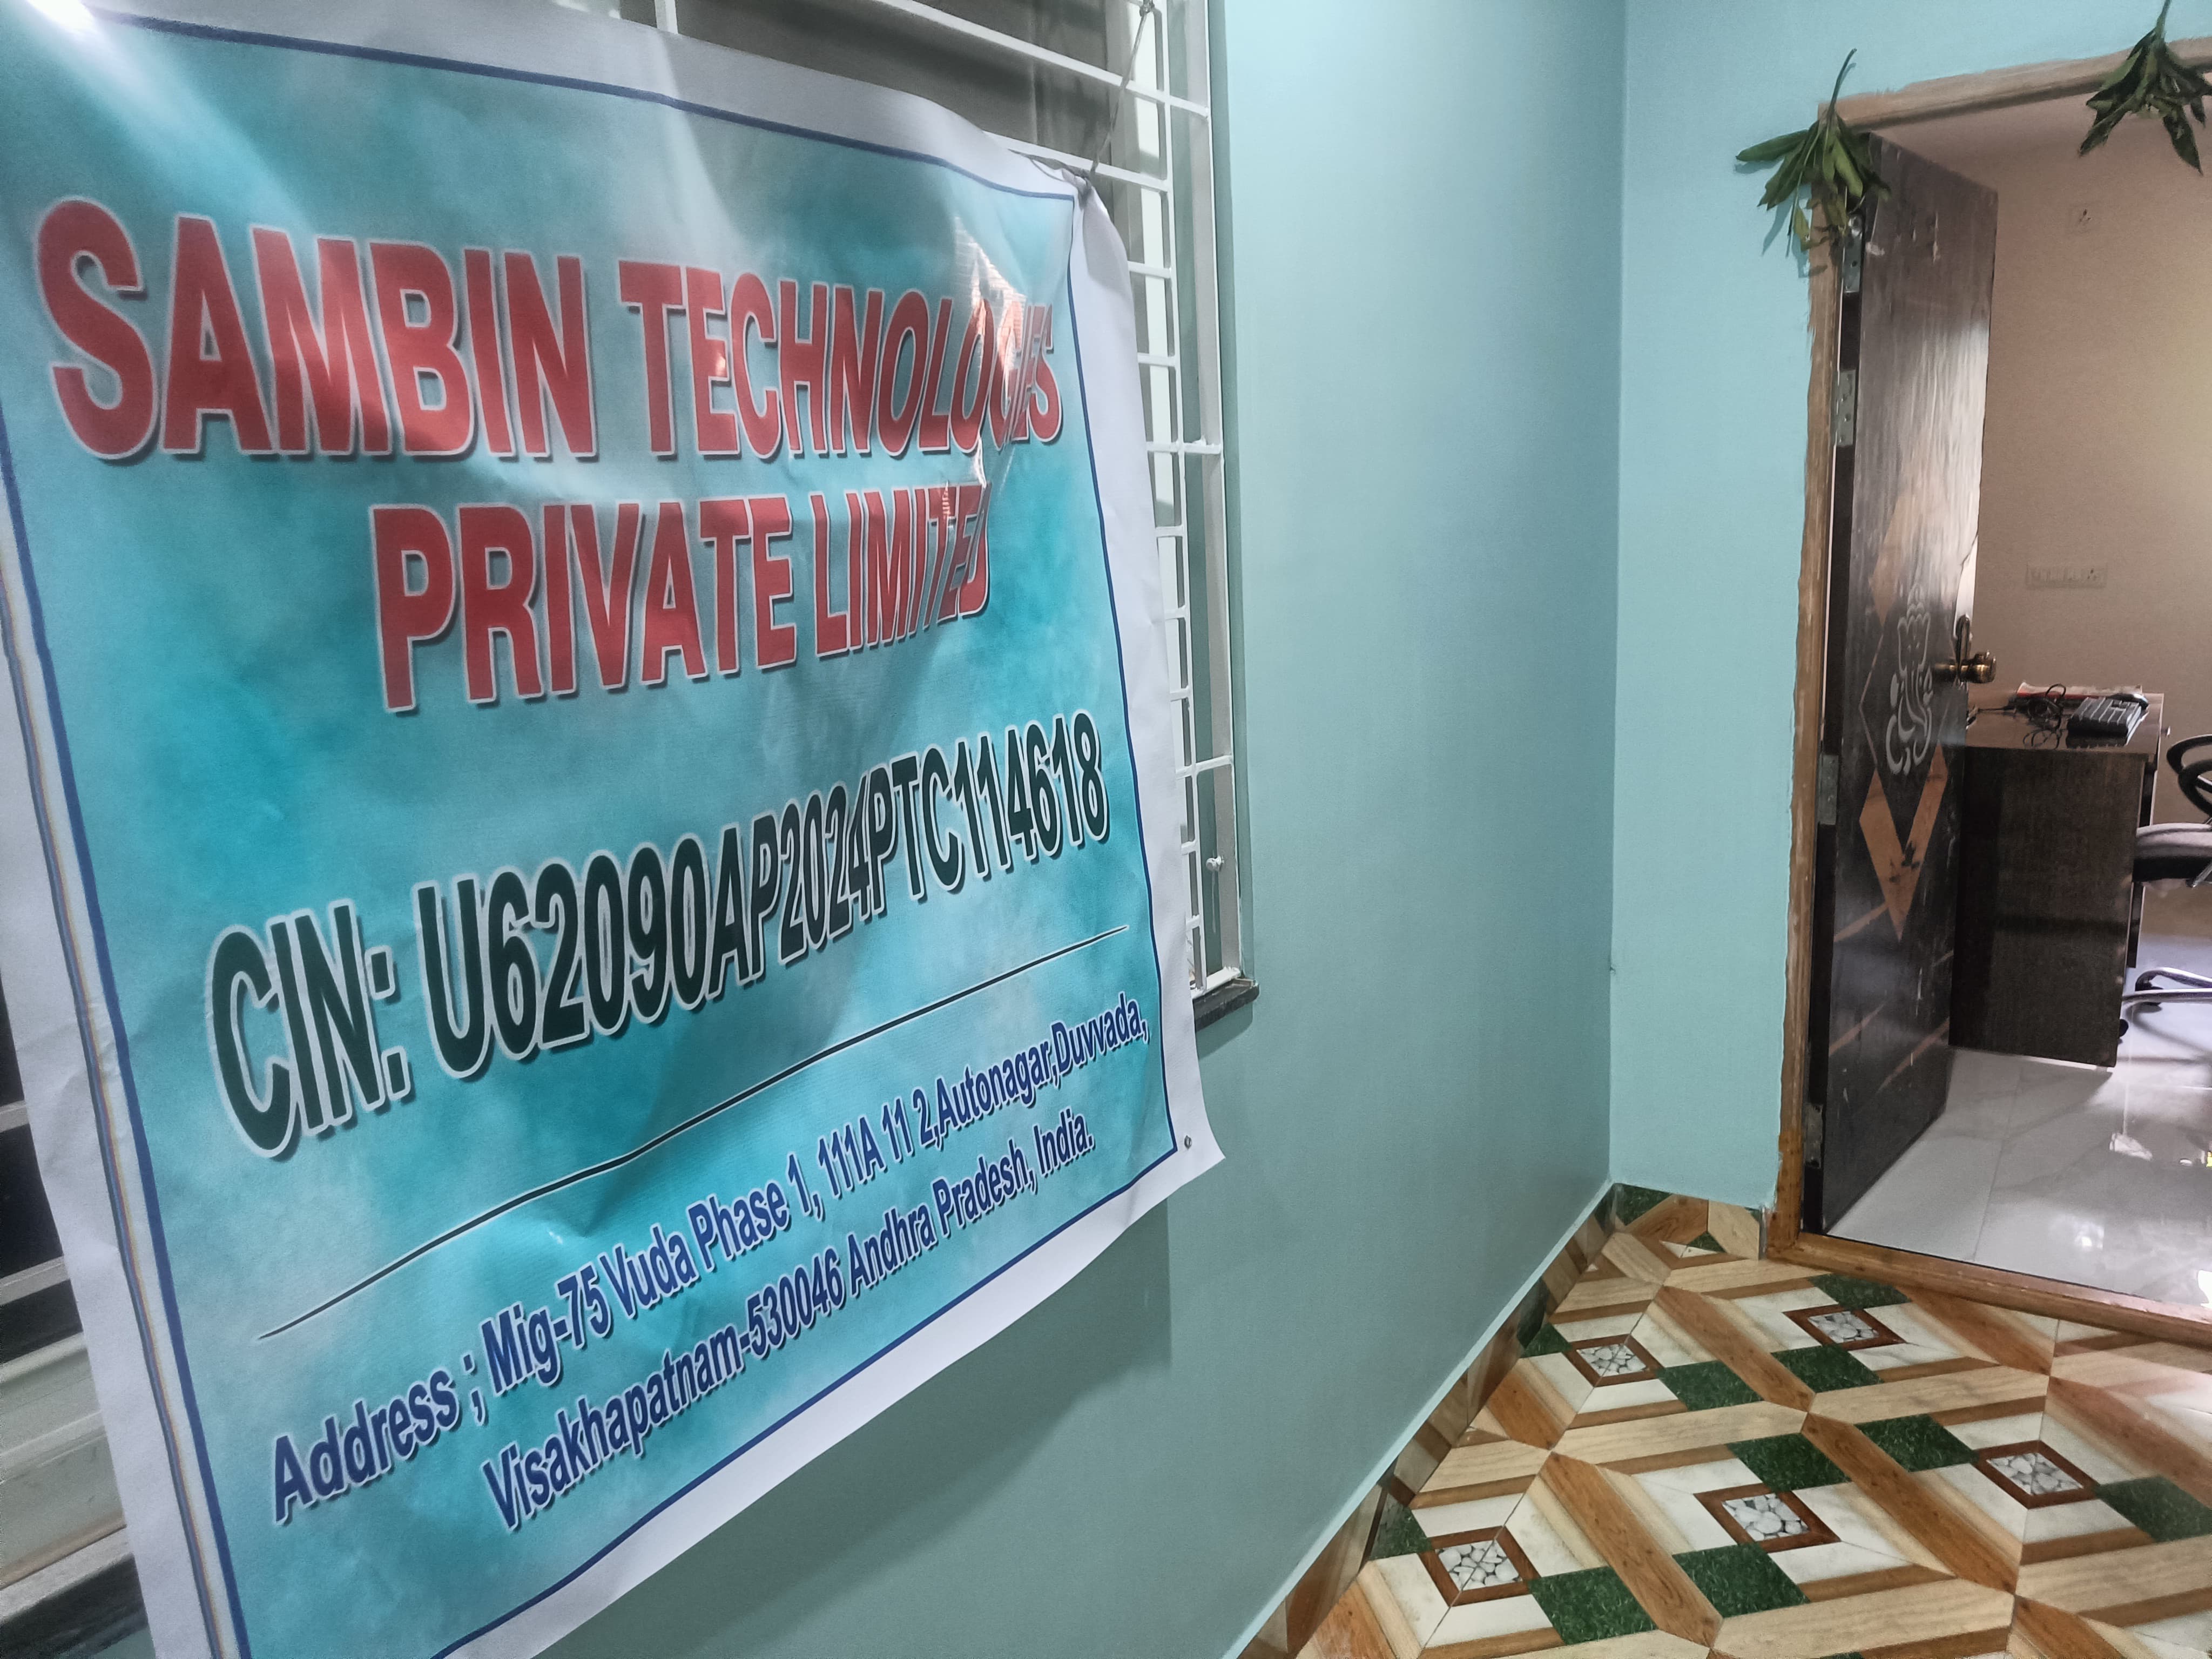 SAMBIN TECHNOLOGIES
PRIVATE LIMITED
CIN: U62090AP2024PTC114618
Address ; Mig-75 Vuda Phase 1, 111A 11 2,Autonagar,Duvvada,
Visakhapatnam-530046 Andhra Pradesh, India.